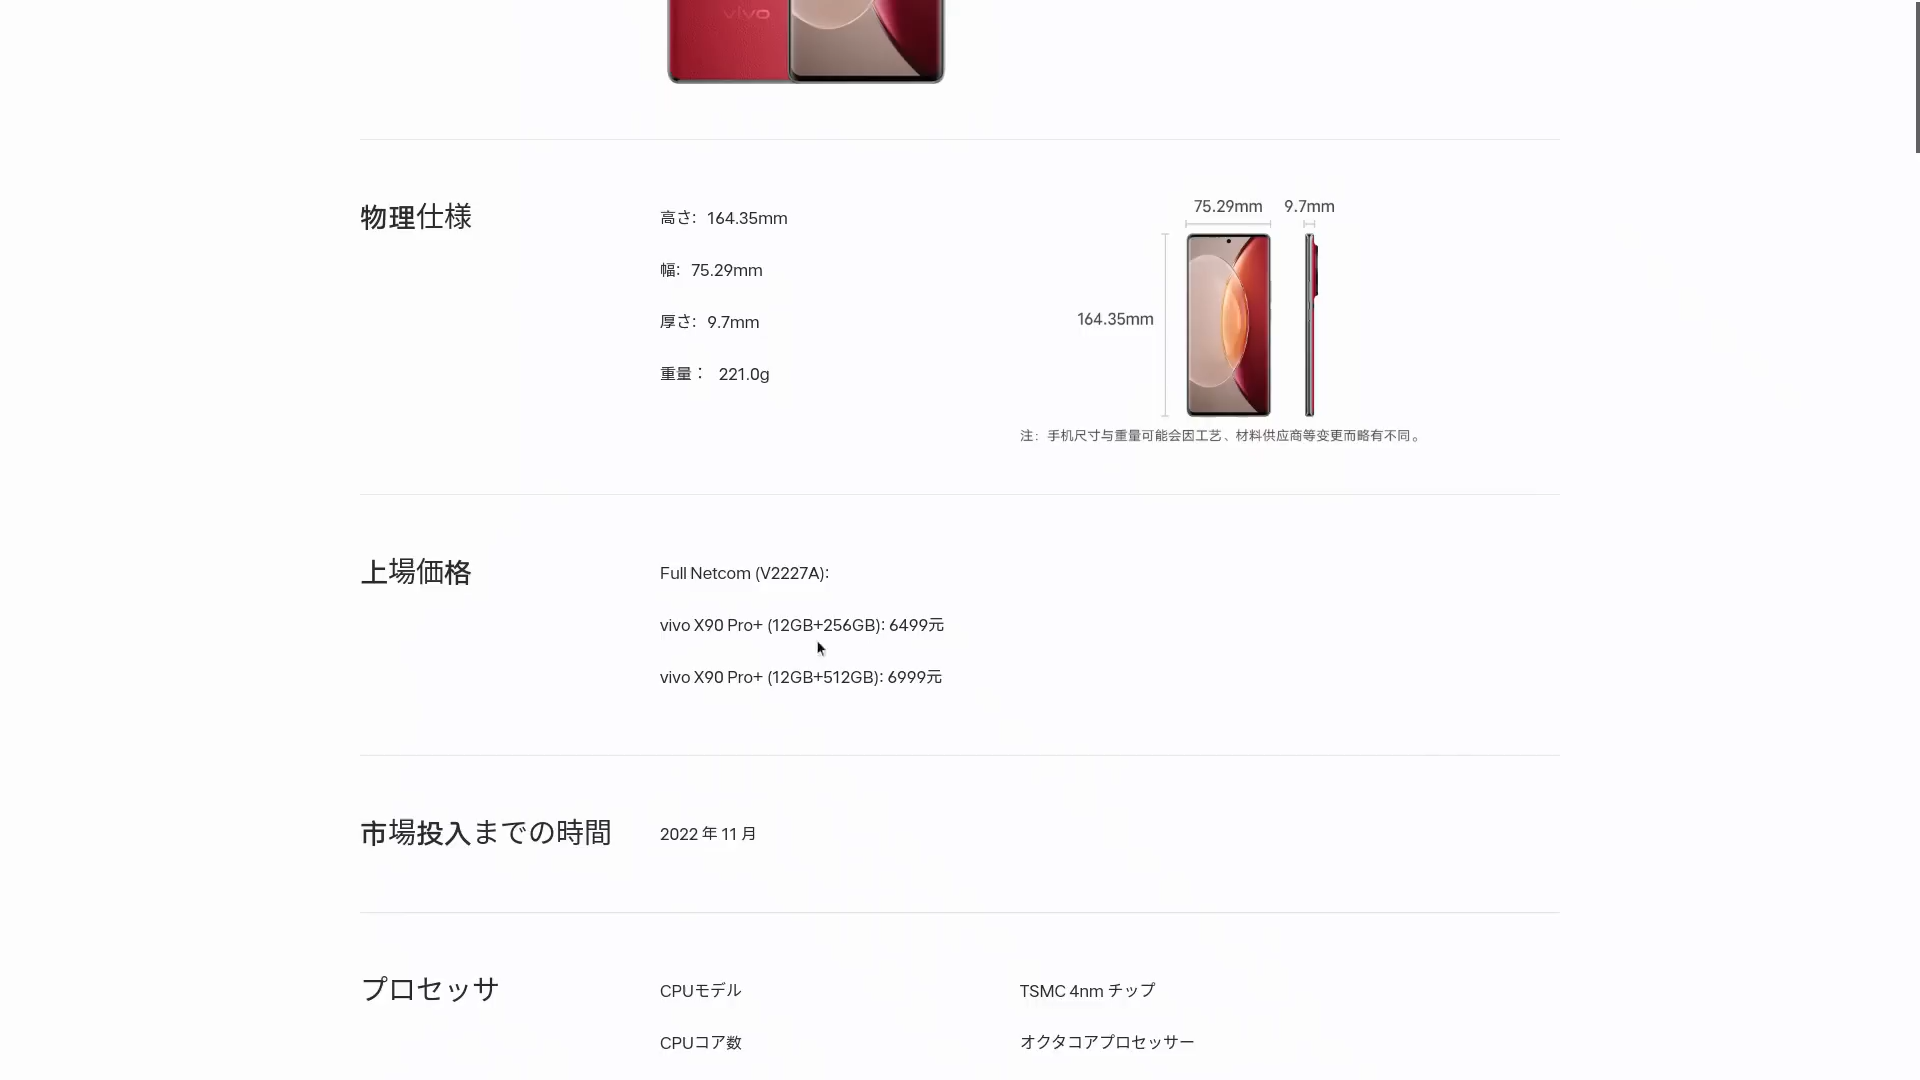 vivo
物理仕様
高さ: 164.35mm
幅: 75.29mm
厚さ: 9.7mm
重量： 221.0g
75.29mm 9.7mm
164.35mm
注：手机尺寸与重量可能会因工艺、材料供应商等变更而略有不同。
上場価格
Full Netcom (V2227A):
vivo X90 Pro+ (12GB+256GB): 6499元
vivo X90 Pro+ (12GB+512GB): 6999元
市場投入までの時間
2022 年 11 月
プロセッサ
CPUモデル TSMC 4nm チップ
CPUコア数 オクタコアプロセッサー